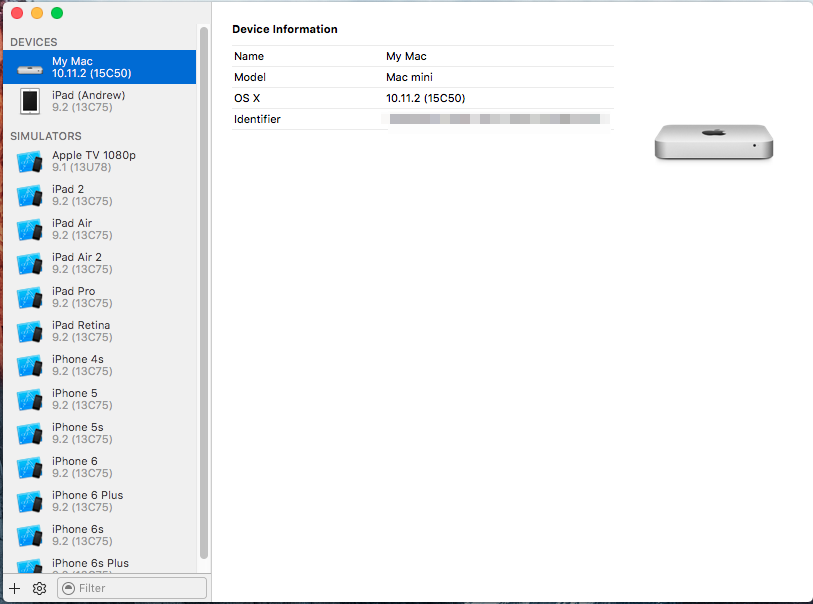 DEVICES
My Mac
10.11.2 (15C50)
iPad (Andrew)
9.2 (13C75)
SIMULATORS
Apple TV 1080p
9.1 (13U78)
iPad 2
9.2 (13C75)
iPad Air
9.2 (13C75)
iPad Air 2
9.2 (13C75)
iPad Pro
9.2 (13C75)
iPad Retina
9.2 (13C75)
iPhone 4s
9.2 (13C75)
iPhone 5
9.2 (13C75)
iPhone 5s
9.2 (13C75)
iPhone 6
9.2 (13C75)
iPhone 6 Plus
9.2 (13C75)
iPhone 6s
9.2 (13C75)
iPhone 6s Plus
Filter
Device Information
Name My Mac
Model Mac mini
OS X 10.11.2 (15C50)
Identifier